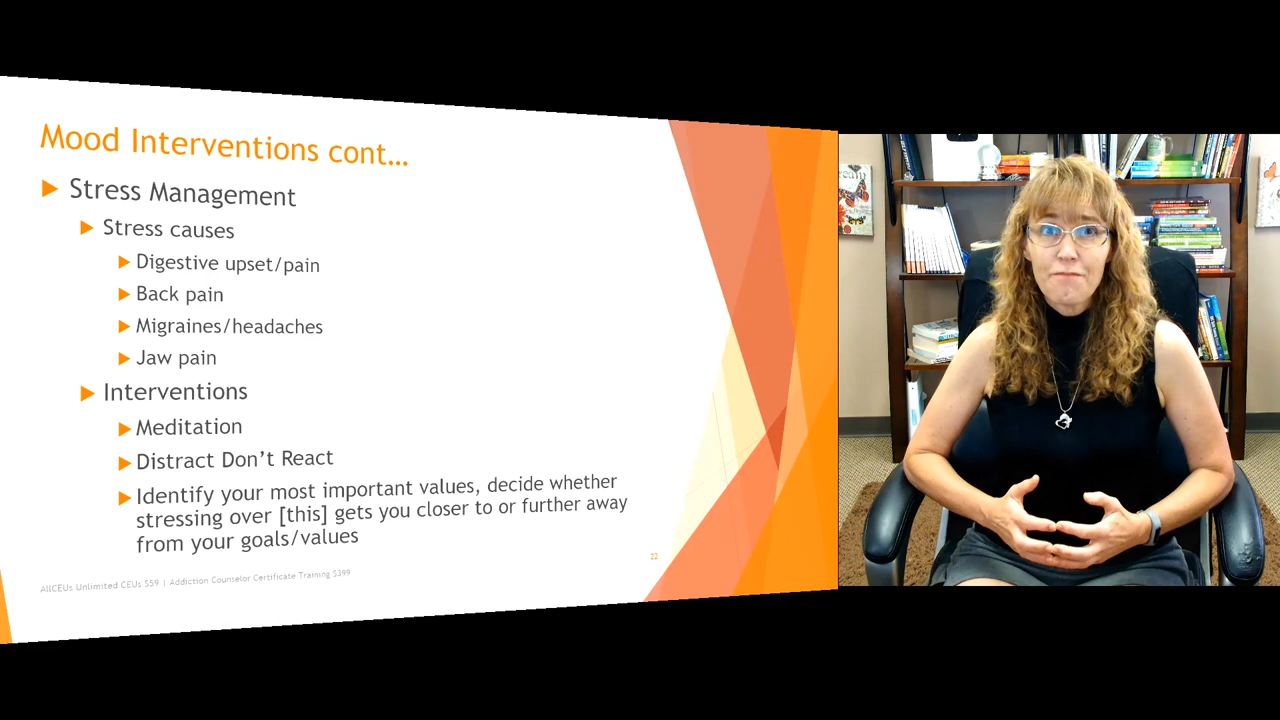 Mood Interventions cont…
Stress Management
Stress causes
Digestive upset/pain
Back pain
Migraines/headaches
Jaw pain
Interventions
Meditation
Distract Don't React
Identify your most important values, decide whether
stressing over [this] gets you closer to or further away
from your goals/values
22
AllCEUs Unlimited CEUs $59 | Addiction Counselor Certificate Training $399